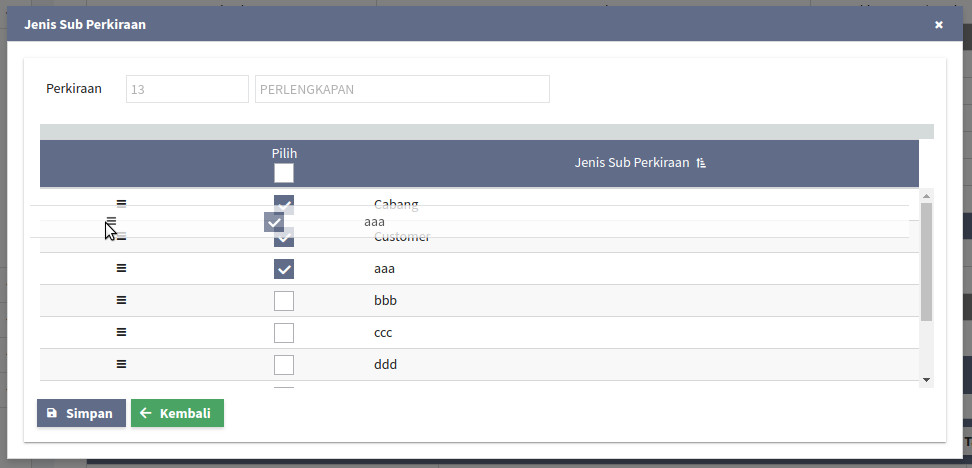 Jenis Sub Perkiraan
Perkiraan 13 PERLENGKAPAN
Pilih
Jenis Sub Perkiraan
Cabang
aaa
Customer
aaa
bbb
ccc
ddd
Simpan Kembali
T